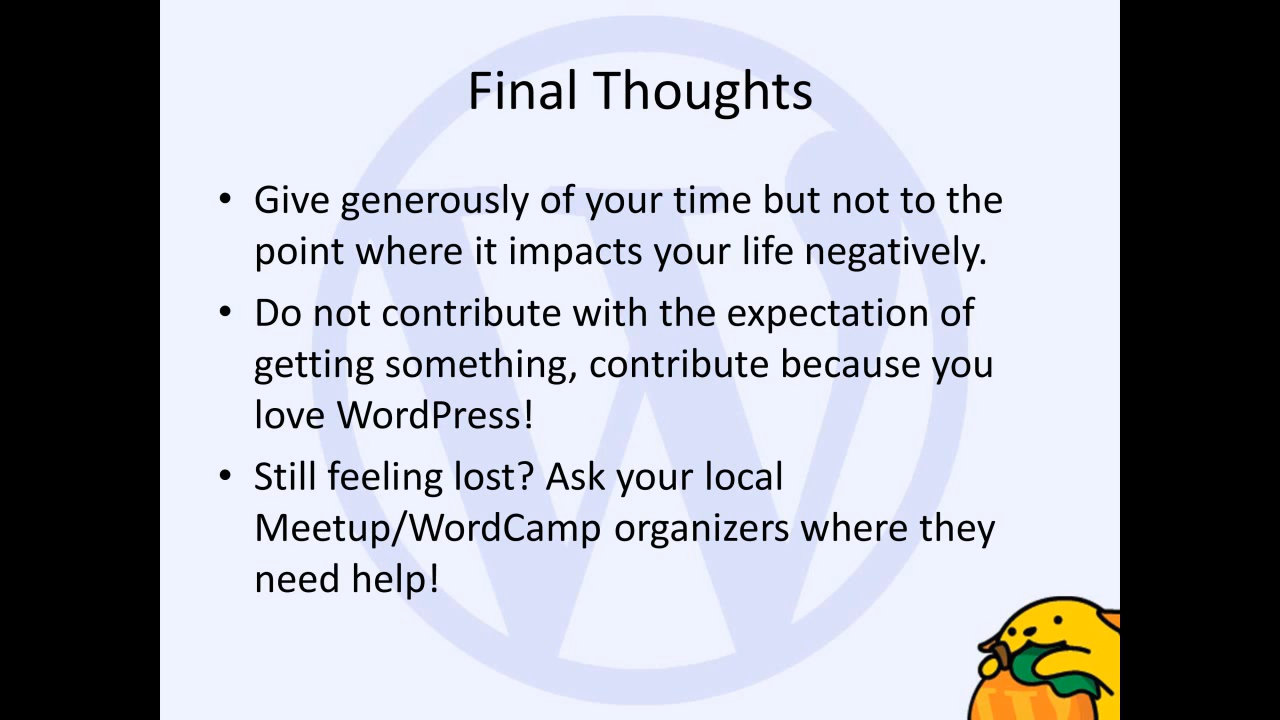 Final Thoughts
• Give generously of your time but not to the
point where it impacts your life negatively.
• Do not contribute with the expectation of
getting something, contribute because you
love WordPress!
• Still feeling lost? Ask your local
Meetup/WordCamp organizers where they
need help!